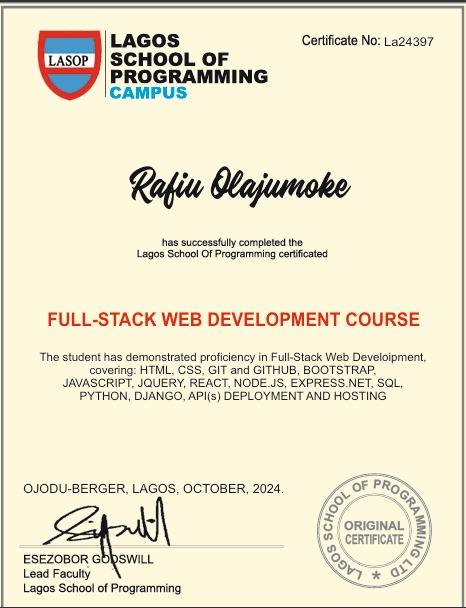 LASOP
LAGOS
SCHOOL OF
PROGRAMMING
CAMPUS
Certificate No: La24397
Rafiu Olajumoke
has successfully completed the
Lagos School Of Programming certificated
FULL-STACK WEB DEVELOPMENT COURSE
The student has demonstrated proficiency in Full-Stack Web Develoipment,
covering: HTML, CSS, GIT and GITHUB, BOOTSTRAP,
JAVASCRIPT, JQUERY, REACT, NODE.JS, EXPRESS.NET, SQL,
PYTHON, DJANGO, API(s) DEPLOYMENT AND HOSTING
OJODU-BERGER, LAGOS, OCTOBER, 2024.
ESEZOBOR GODSWILL
Lead Faculty
Lagos School of Programming
LAGOS SCHOOL OF PROGRAMMING LTD
ORIGINAL
CERTIFICATE
*